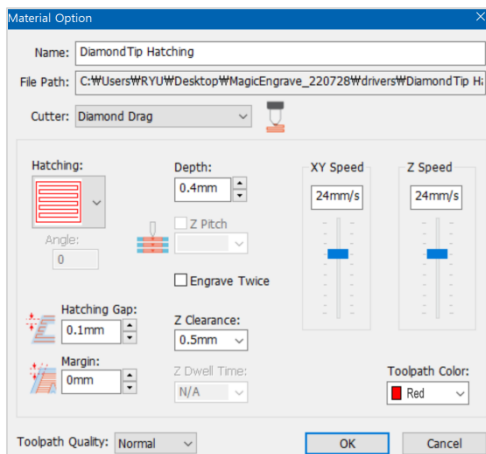 Material Option
Name: DiamondTip Hatching
File Path: C:₩Users₩RYU₩Desktop₩MagicEngrave_220728₩drivers₩DiamondTip Ha
Cutter: Diamond Drag
Hatching: Depth: XY Speed Z Speed
0.4mm 24mm/s 24mm/s
Z Pitch
Angle:
0
Engrave Twice
Hatching Gap: Z Clearance:
0.1mm 0.5mm
Margin: Z Dwell Time: Toolpath Color:
0mm N/A Red
Toolpath Quality: Normal OK Cancel